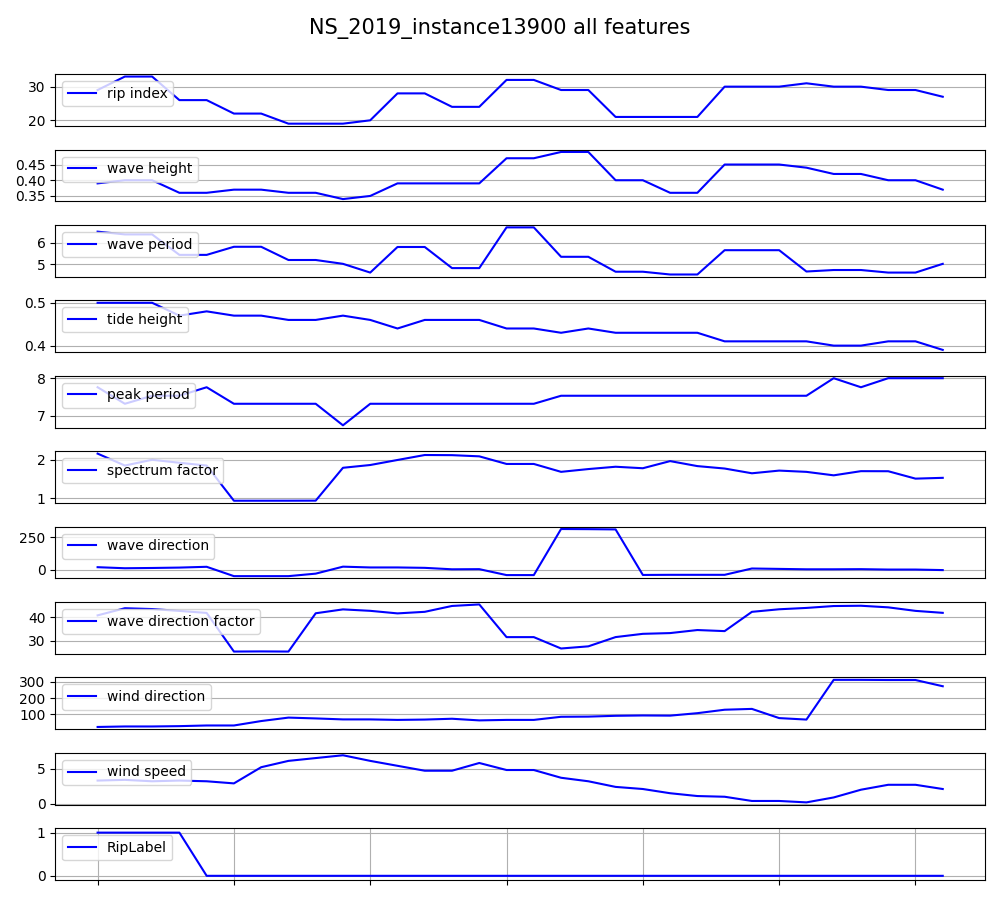 NS_2019_instance13900 all features
30
20
rip index
0.45
0.40
0.35
wave height
6
5
wave period
0.5
0.4
tide height
8
7
peak period
2
1
spectrum factor
250
0
wave direction
40
30
wave direction factor
300
200
100
wind direction
5
0
wind speed
1
0
RipLabel